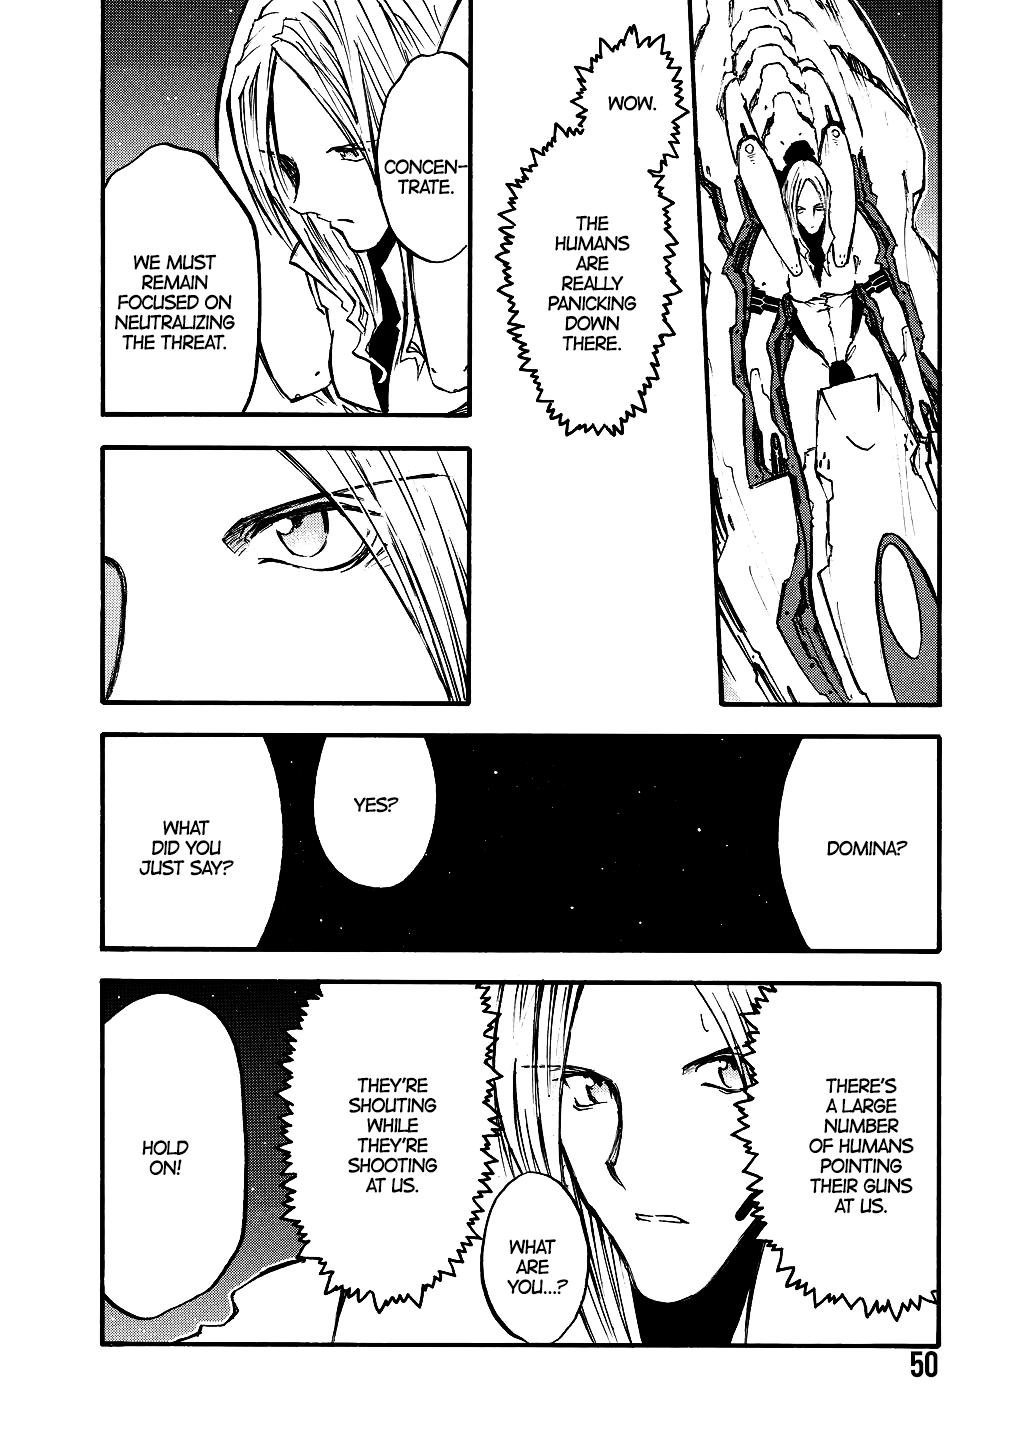 WOW.
THE
HUMANS
ARE
REALLY
PANICKING
DOWN
THERE.
CONCEN-
TRATE.
WE MUST
REMAIN
FOCUSED ON
NEUTRALIZING
THE THREAT.
DOMINA?
YES?
WHAT
DID YOU
JUST SAY?
THERE'S
A LARGE
NUMBER
OF HUMANS
POINTING
THEIR GUNS
AT US.
WHAT
ARE
YOU...?
THEY'RE
SHOUTING
WHILE
THEY'RE
SHOOTING
AT US.
HOLD
ON!
50